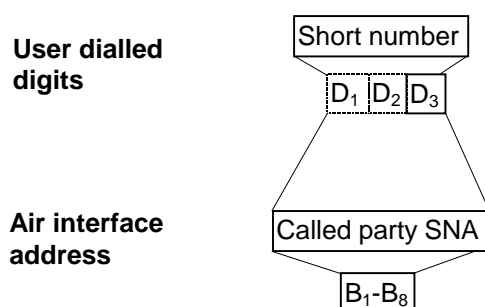 User dialled
digits
Short number
D1 D2 D3
Air interface
address
Called party SNA
B1-B8